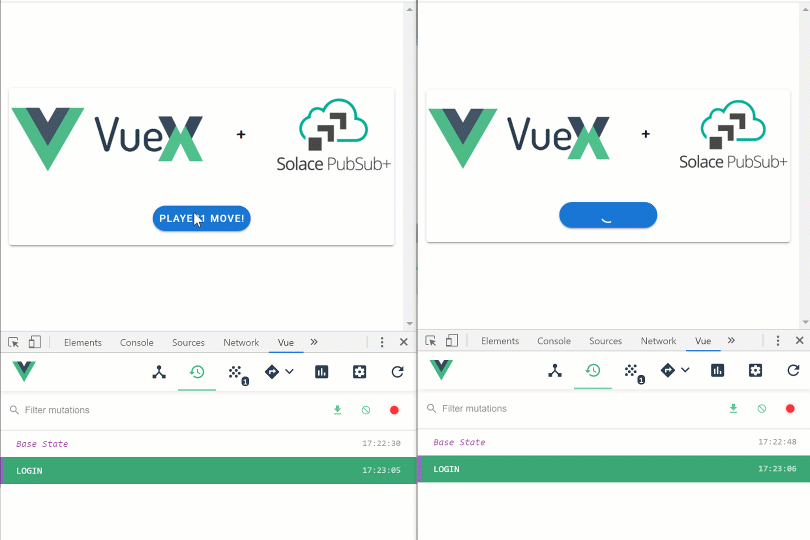 VueX + Solace PubSub+
PLAYER 1 MOVE!
Elements Console Sources Network Vue »
1
Filter mutations
Base State 17:22:30
LOGIN 17:23:05
VueX + Solace PubSub+
Elements Console Sources Network Vue »
1
Filter mutations
Base State 17:22:48
LOGIN 17:23:06